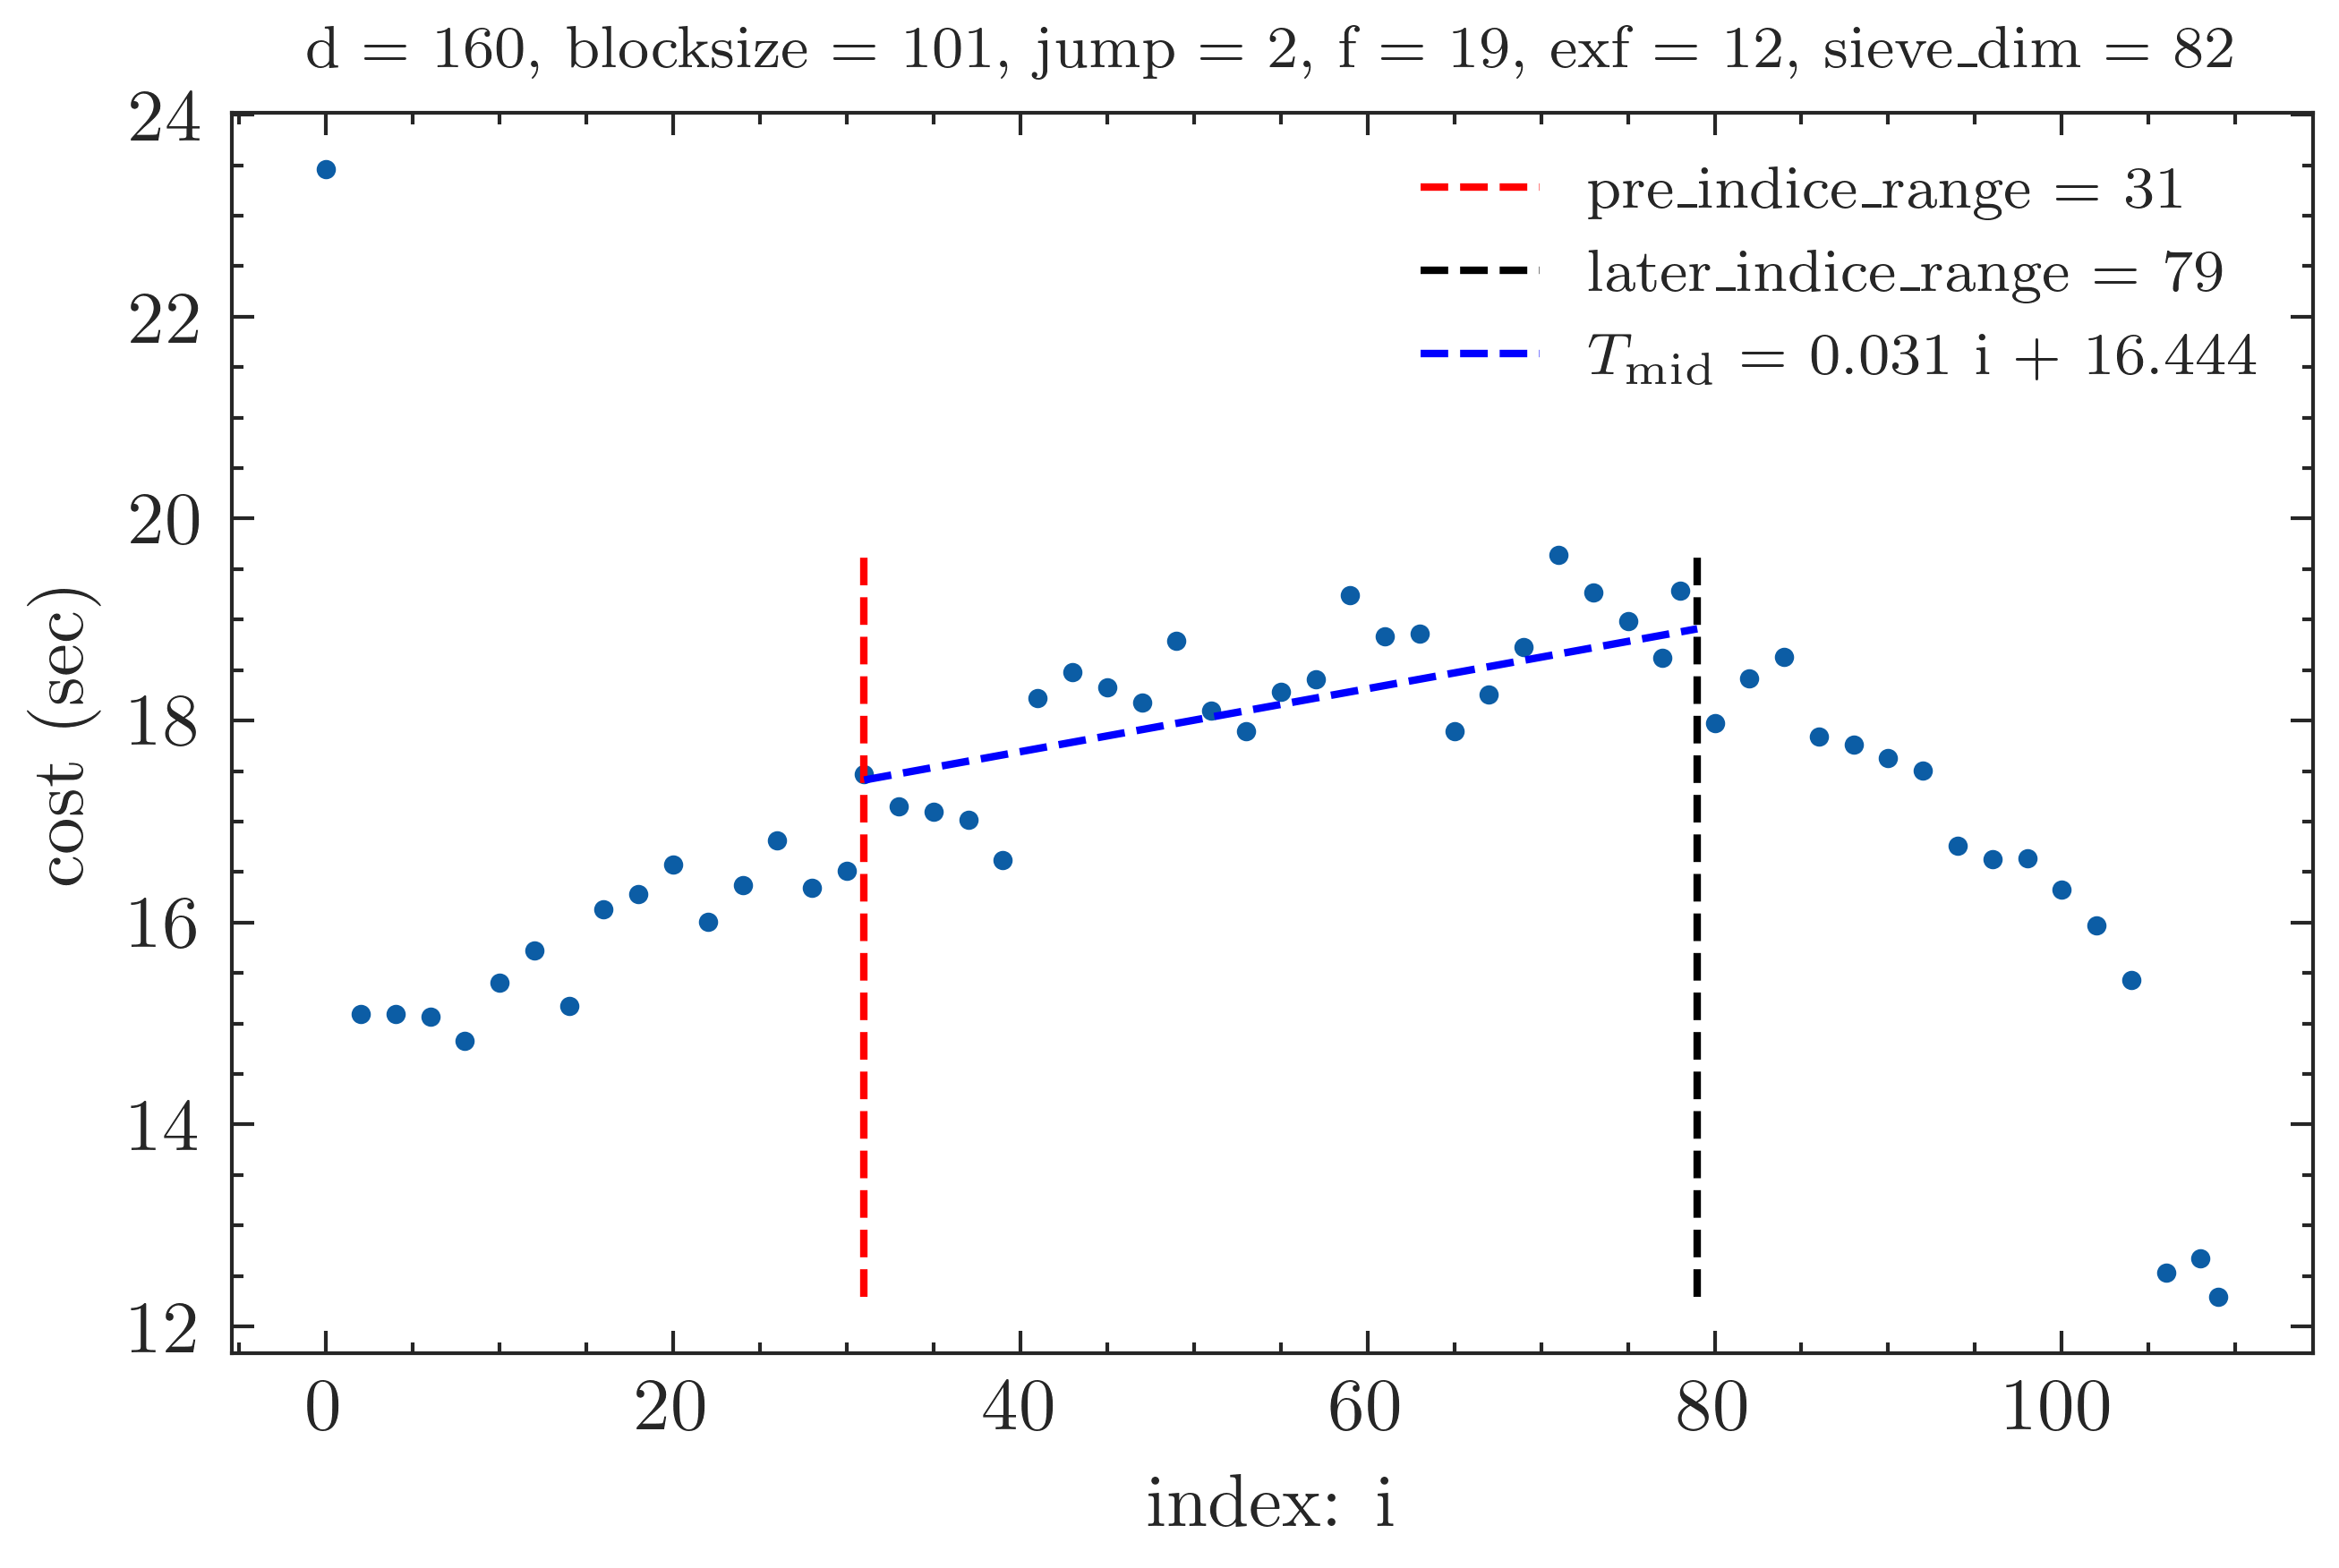 d = 160, blocksize = 101, jump = 2, f = 19, exf = 12, sieve_dim = 82
24
22
20
18
16
14
12
cost (sec)
pre_indice_range = 31
later_indice_range = 79
T_mid = 0.031 i + 16.444
0 20 40 60 80 100
index: i